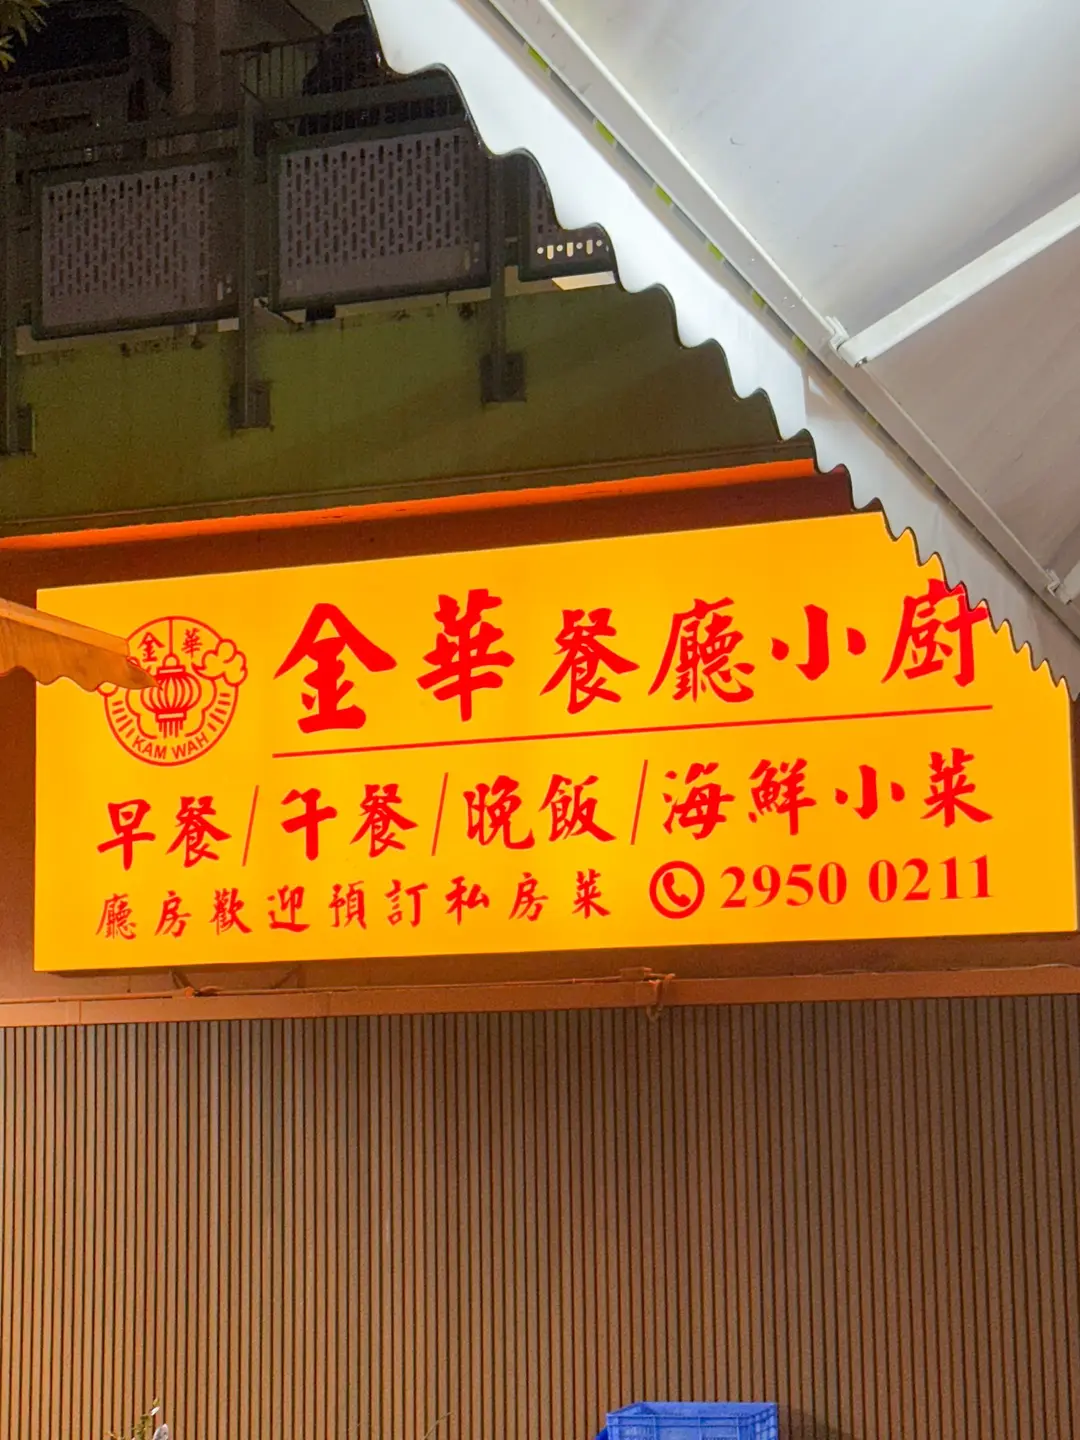 金華
KAM WAH
金華餐廳小廚
早餐/午餐/晚飯/海鮮小菜
廳房歡迎預訂私房菜 2950 0211